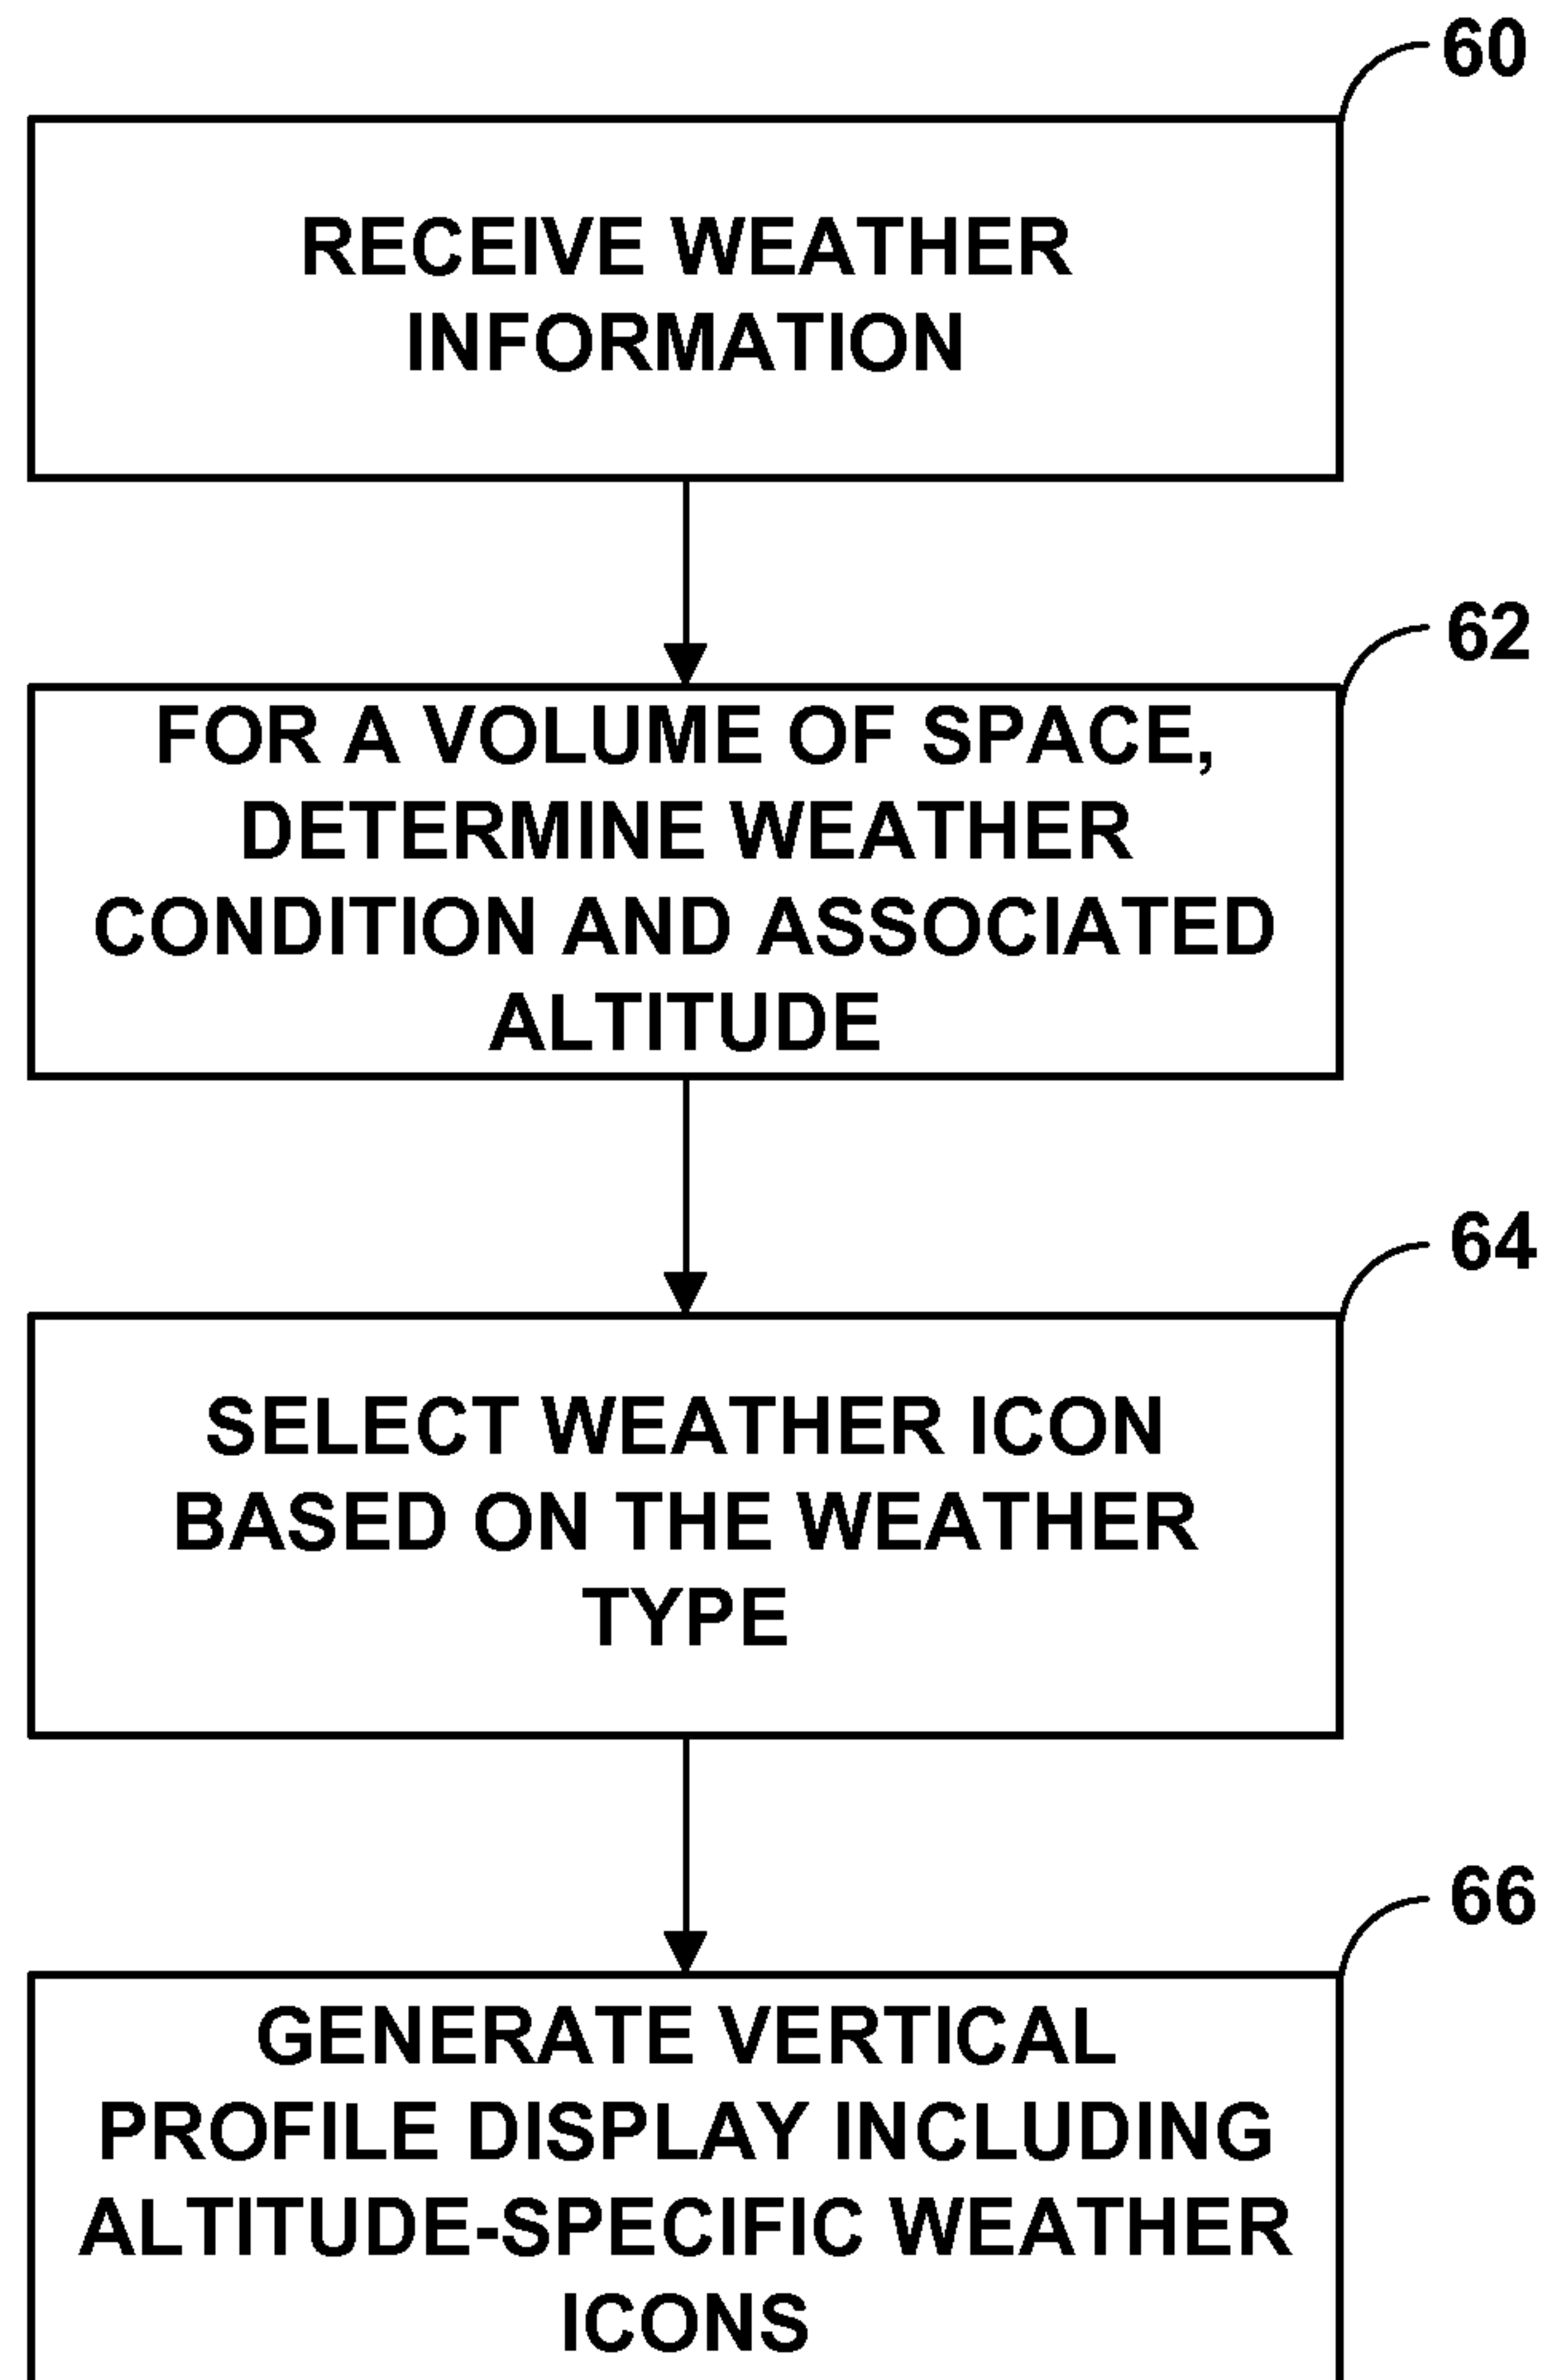 60
RECEIVE WEATHER
INFORMATION
62
FOR A VOLUME OF SPACE,
DETERMINE WEATHER
CONDITION AND ASSOCIATED
ALTITUDE
64
SELECT WEATHER ICON
BASED ON THE WEATHER
TYPE
66
GENERATE VERTICAL
PROFILE DISPLAY INCLUDING
ALTITUDE-SPECIFIC WEATHER
ICONS